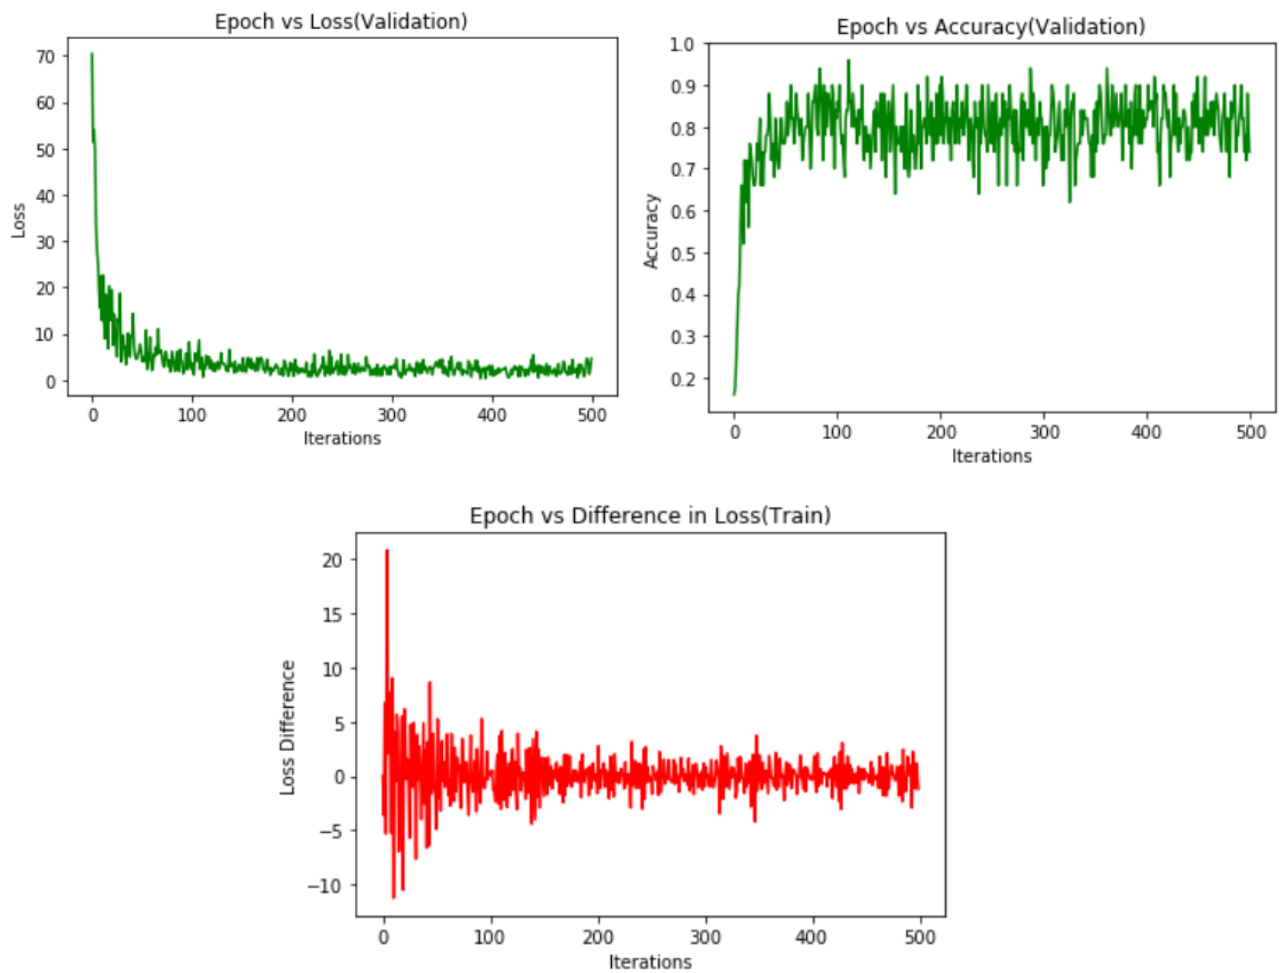 Epoch vs Loss(Validation)
70
60
50
40
30
20
10
0
Loss
0 100 200 300 400 500
Iterations
Epoch vs Accuracy(Validation)
1.0
0.9
0.8
0.7
0.6
0.5
0.4
0.3
0.2
Accuracy
0 100 200 300 400 500
Iterations
Epoch vs Difference in Loss(Train)
20
15
10
5
0
−5
−10
Loss Difference
0 100 200 300 400 500
Iterations